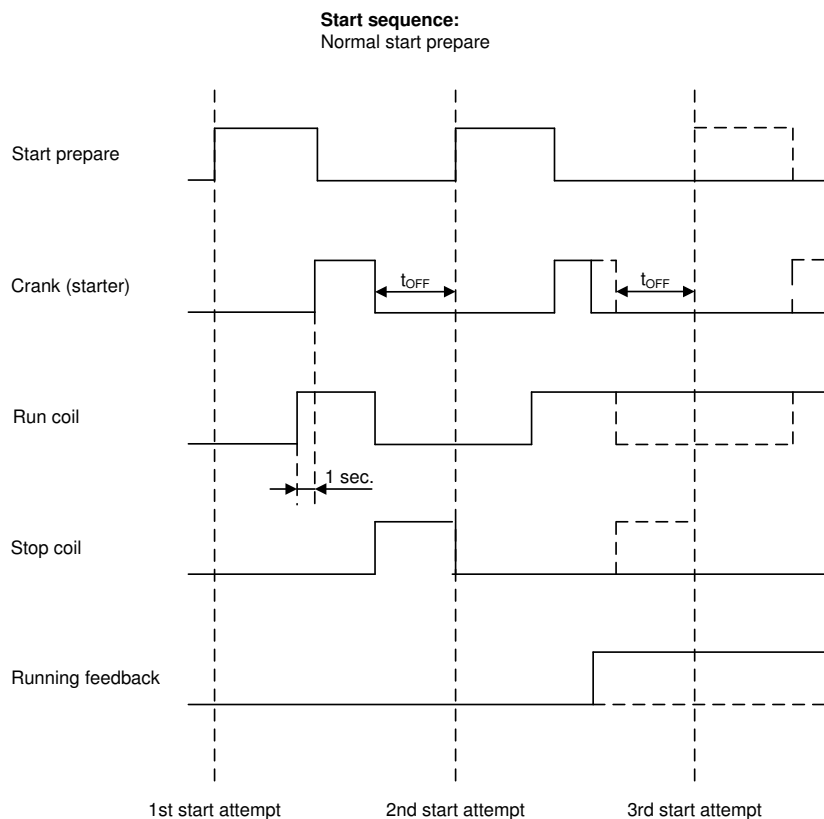 Start sequence:
Normal start prepare
Start prepare
Crank (starter)
tOFF
tOFF
Run coil
1 sec.
Stop coil
Running feedback
1st start attempt
2nd start attempt
3rd start attempt